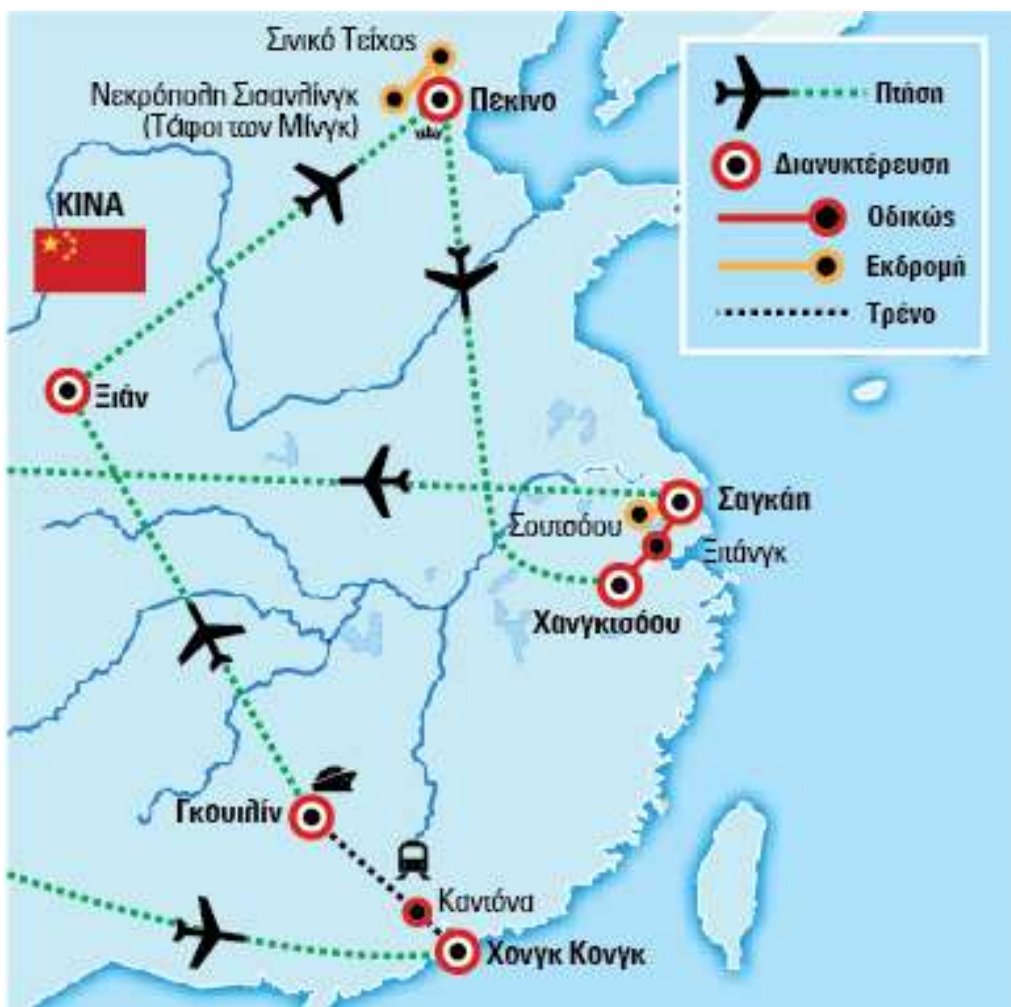 Σινικό Τείχος
Νεκρόπολη Σισανλίνγκ
(Τάφοι των Μίνγκ)
Πεκίνο
ΚΙΝΑ
Ξιάν
Σαγκάη
Σουτσόου
Ξιτάνγκ
Χανγκτσόου
Γκουιλίν
Καντόνα
Χονγκ Κονγκ
Πτήση
Διανυκτέρευση
Οδικώς
Εκδρομή
Τρένο